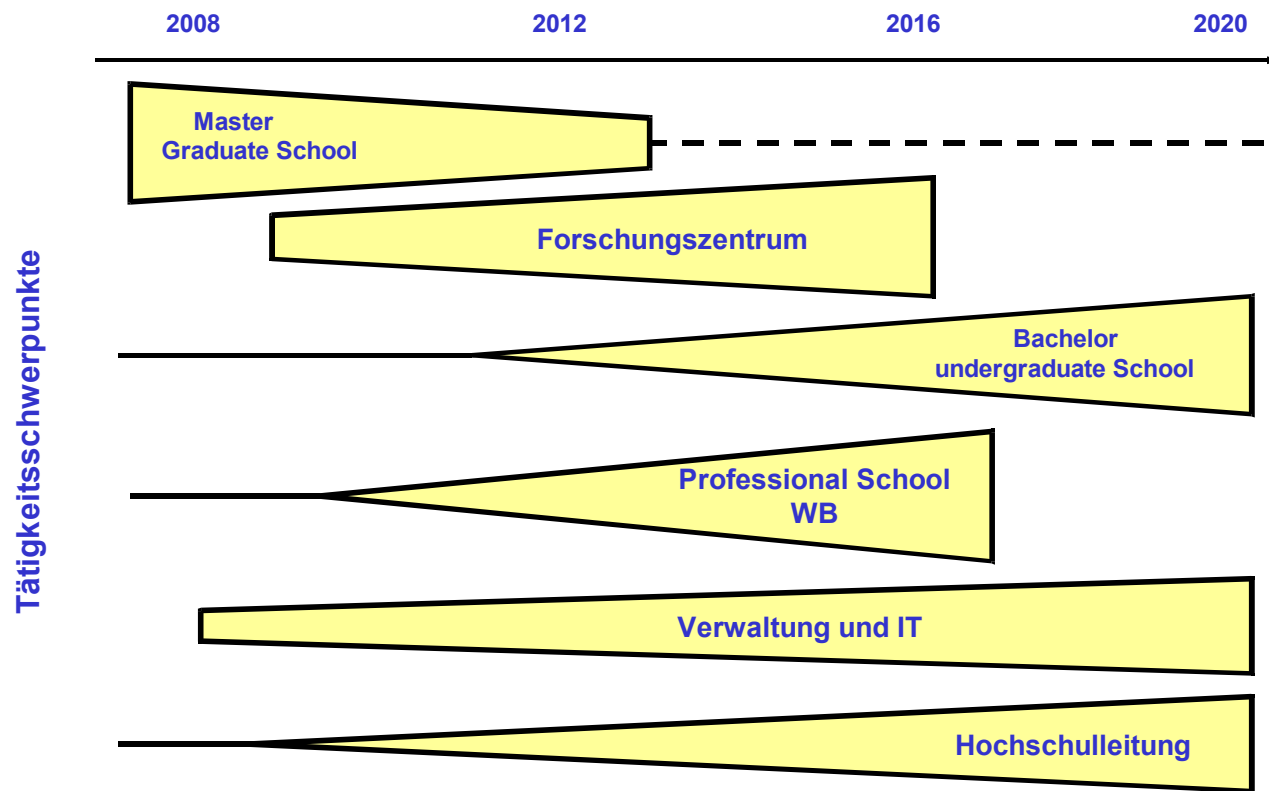 2008 2012 2016 2020
Master
Graduate School
Forschungszentrum
Bachelor
undergraduate School
Professional School
WB
Verwaltung und IT
Hochschulleitung
Tätigkeitsschwerpunkte